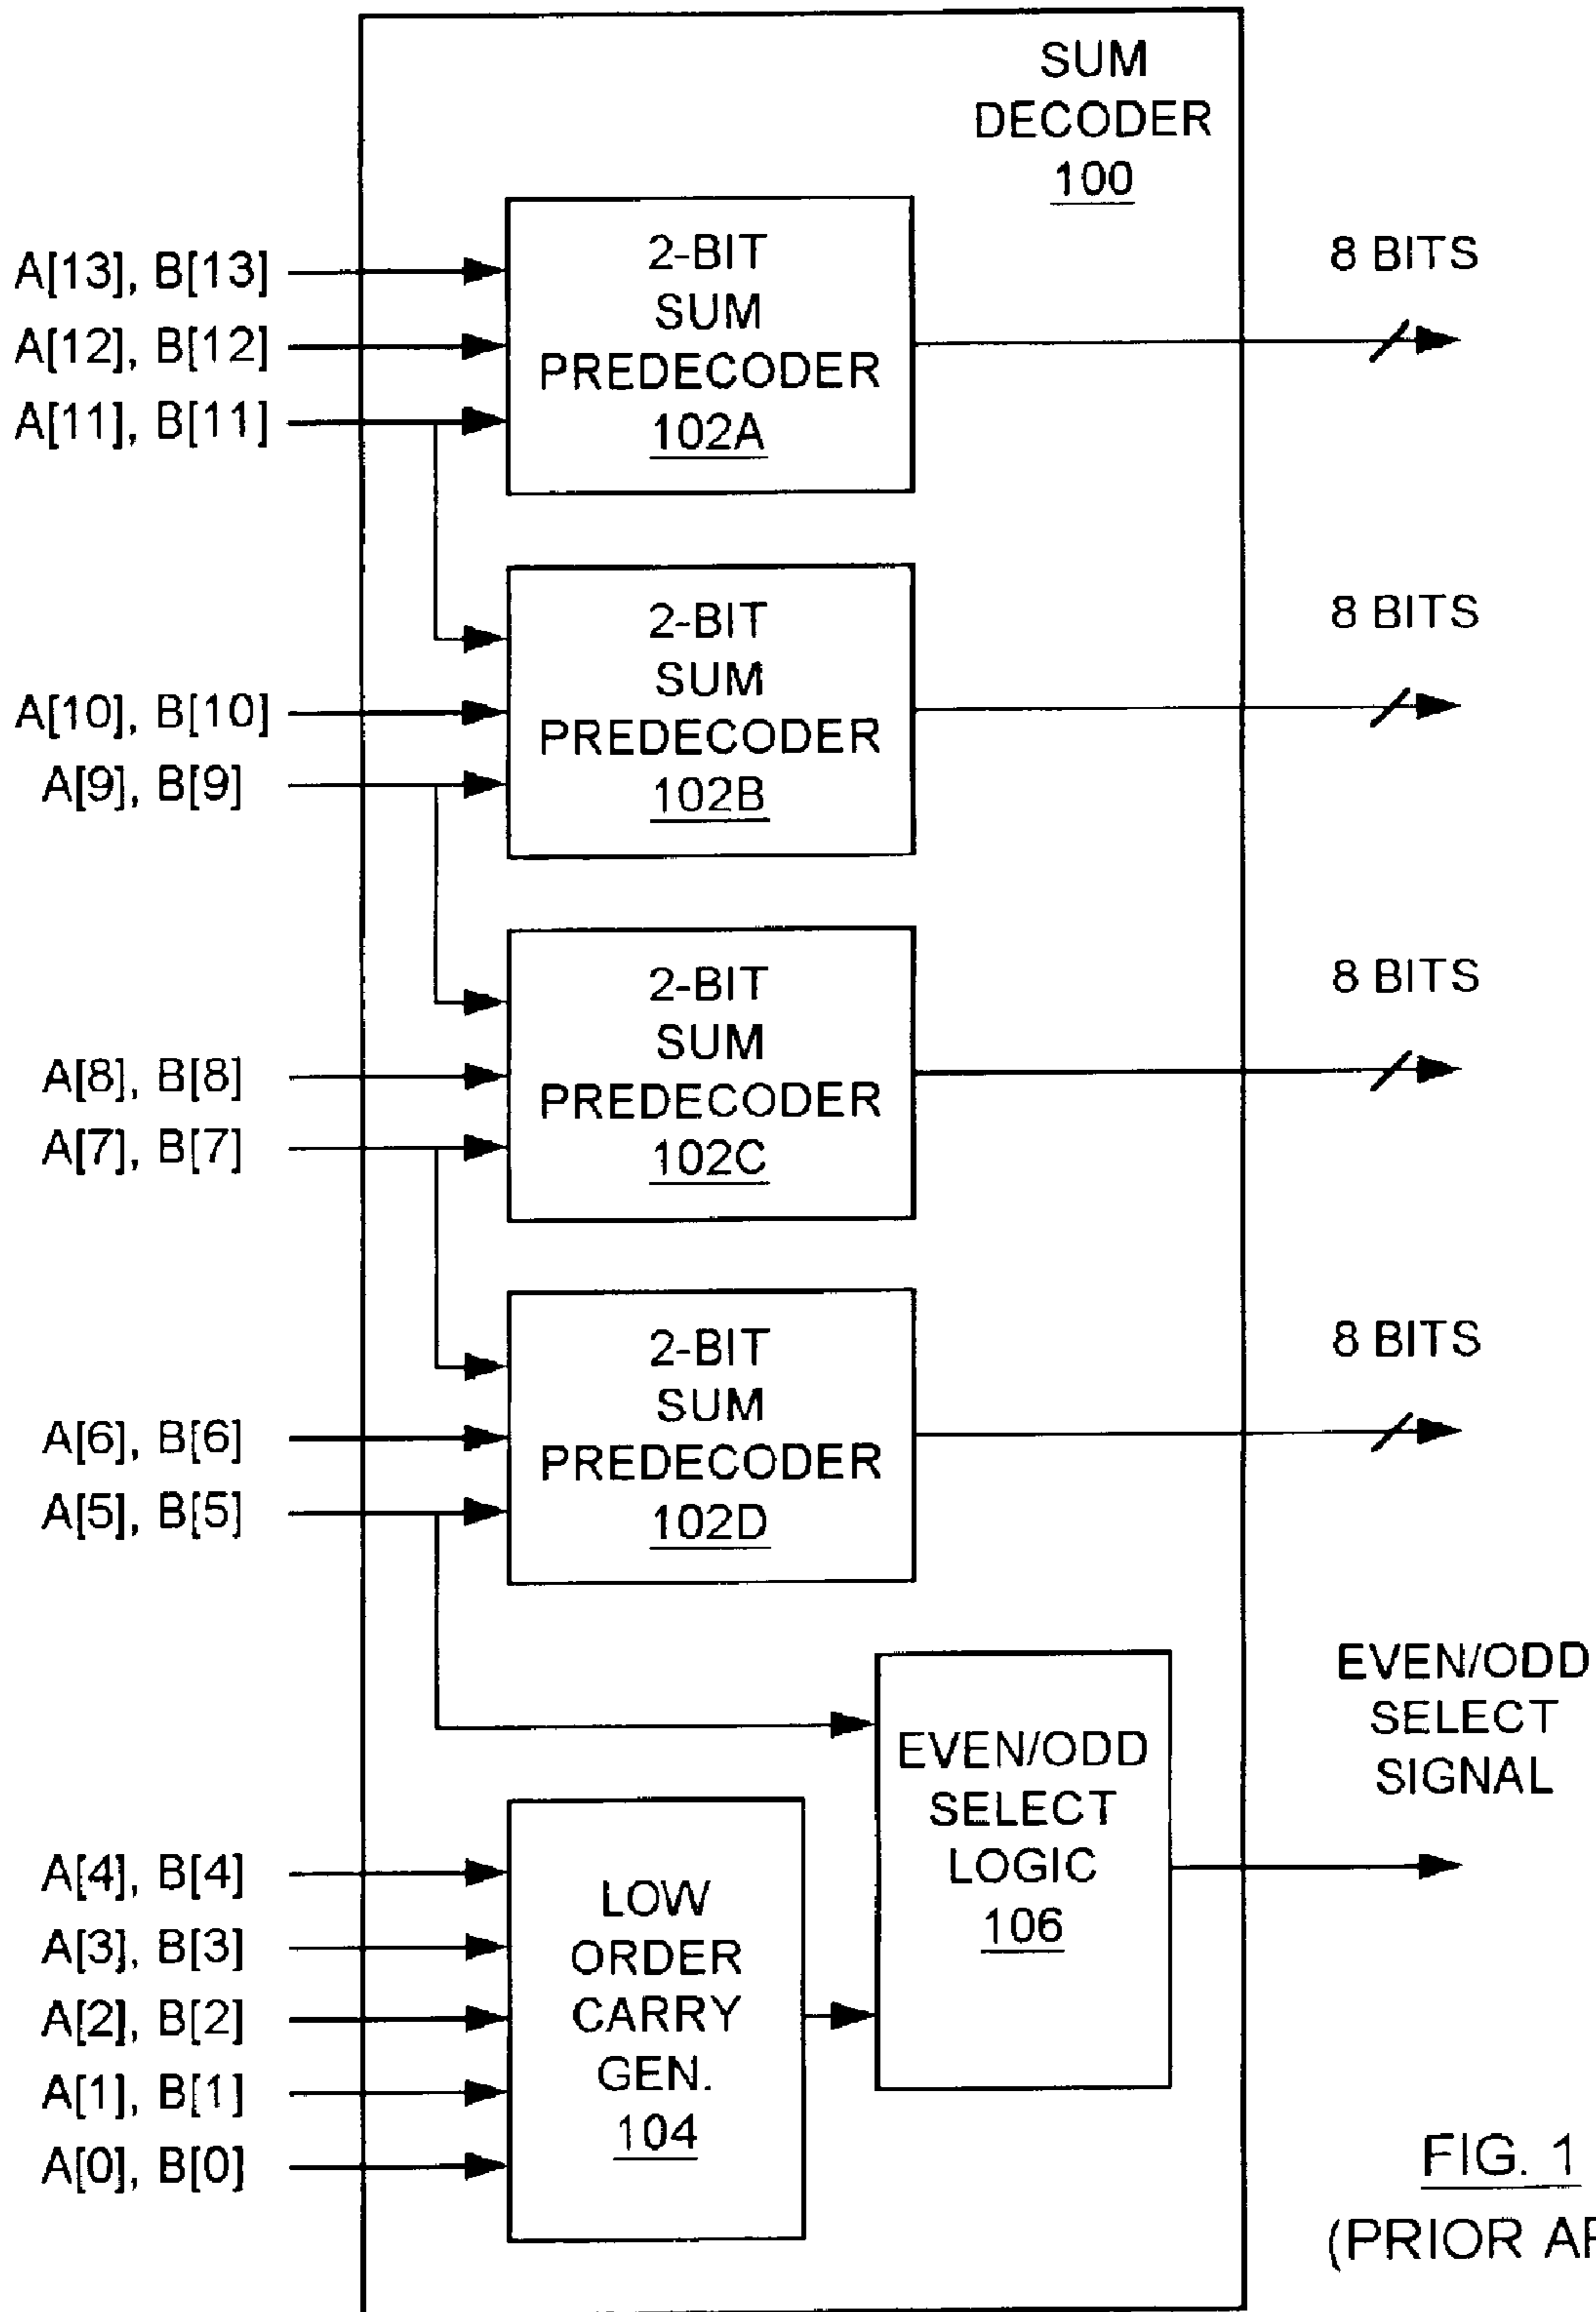 SUM
DECODER
100
A[13], B[13]
A[12], B[12]
A[11], B[11]
2-BIT
SUM
PREDECODER
102A
8 BITS
A[10], B[10]
A[9], B[9]
2-BIT
SUM
PREDECODER
102B
8 BITS
A[8], B[8]
A[7], B[7]
2-BIT
SUM
PREDECODER
102C
8 BITS
A[6], B[6]
A[5], B[5]
2-BIT
SUM
PREDECODER
102D
8 BITS
EVEN/ODD
SELECT
LOGIC
106
EVEN/ODD
SELECT
SIGNAL
A[4], B[4]
A[3], B[3]
A[2], B[2]
A[1], B[1]
A[0], B[0]
LOW
ORDER
CARRY
GEN.
104
FIG. 1
(PRIOR